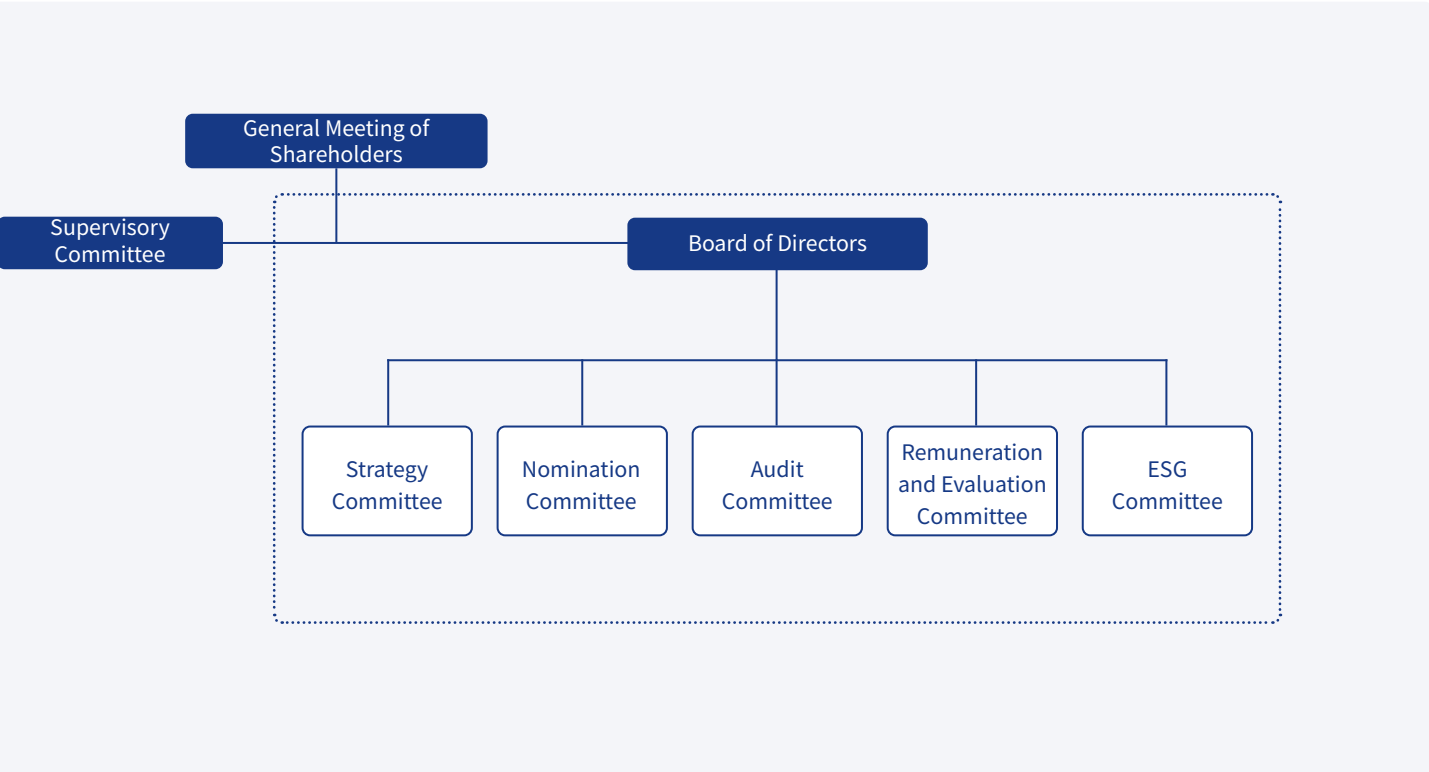 General Meeting of
Shareholders
Supervisory
Committee
Board of Directors
Strategy
Committee
Nomination
Committee
Audit
Committee
Remuneration
and Evaluation
Committee
ESG
Committee